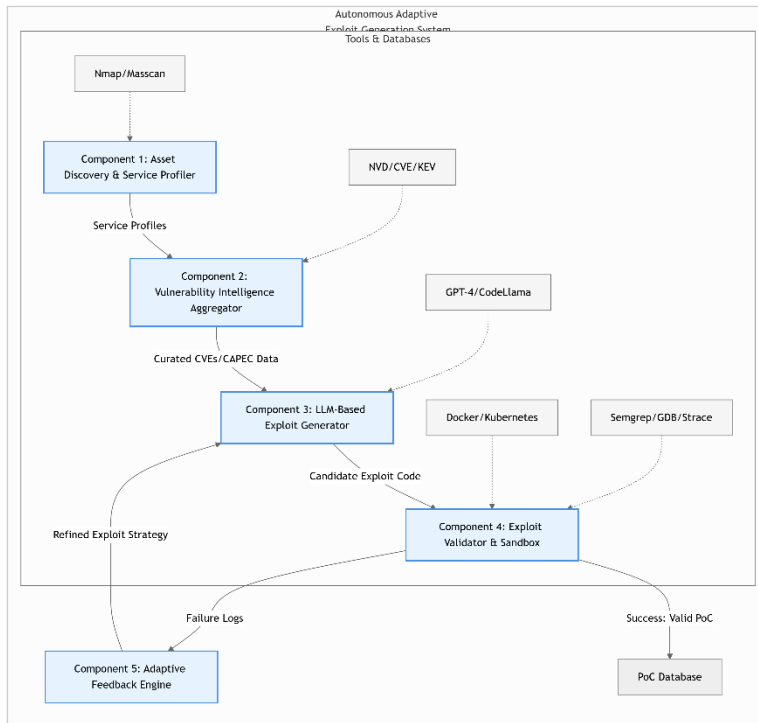 Autonomous Adaptive
Exploit Generation System
Tools & Databases
Nmap/Masscan
Component 1: Asset
Discovery & Service Profiler
NVD/CVE/KEV
Service Profiles
Component 2:
Vulnerability Intelligence
Aggregator
GPT-4/CodeLlama
Curated CVEs/CAPEC Data
Component 3: LLM-Based
Exploit Generator
Docker/Kubernetes
Semgrep/GDB/Strace
Candidate Exploit Code
Component 4: Exploit
Validator & Sandbox
Refined Exploit Strategy
Failure Logs
Success: Valid PoC
Component 5: Adaptive
Feedback Engine
PoC Database